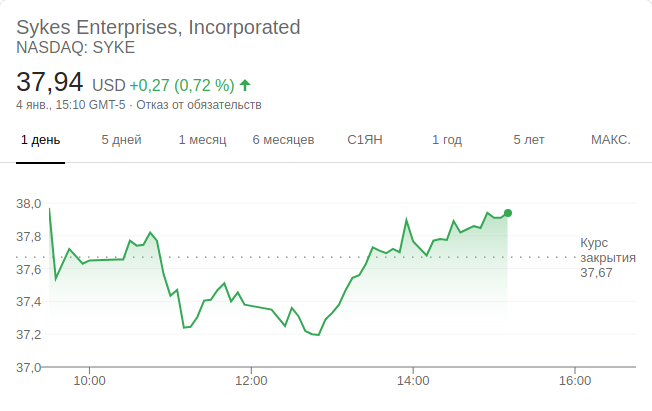 Sykes Enterprises, Incorporated
NASDAQ: SYKE
37,94 USD +0,27 (0,72 %)
4 янв., 15:10 GMT-5 · Отказ от обязательств
1 день 5 дней 1 месяц 6 месяцев С1ЯН 1 год 5 лет МАКС.
38,0
37,8
37,6
37,4
37,2
37,0
Курс
закрытия
37,67
10:00 12:00 14:00 16:00